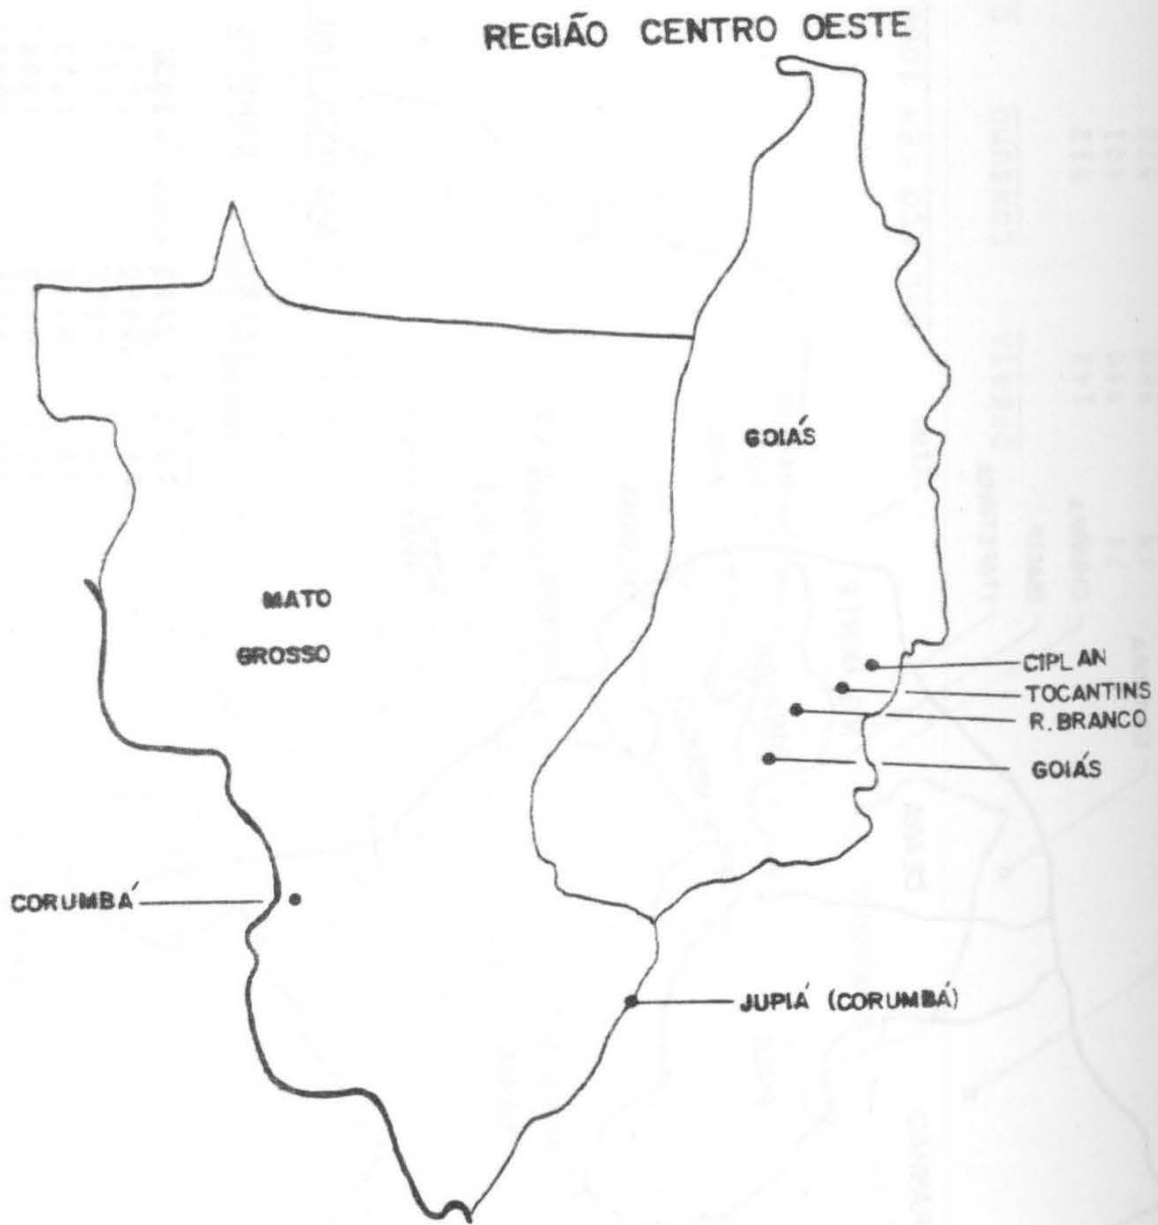 REGIÃO CENTRO OESTE
GOIÁS
MATO
GROSSO
CIPLAN
TOCANTINS
R. BRANCO
GOIÁS
CORUMBÁ
JUPIÁ (CORUMBÁ)